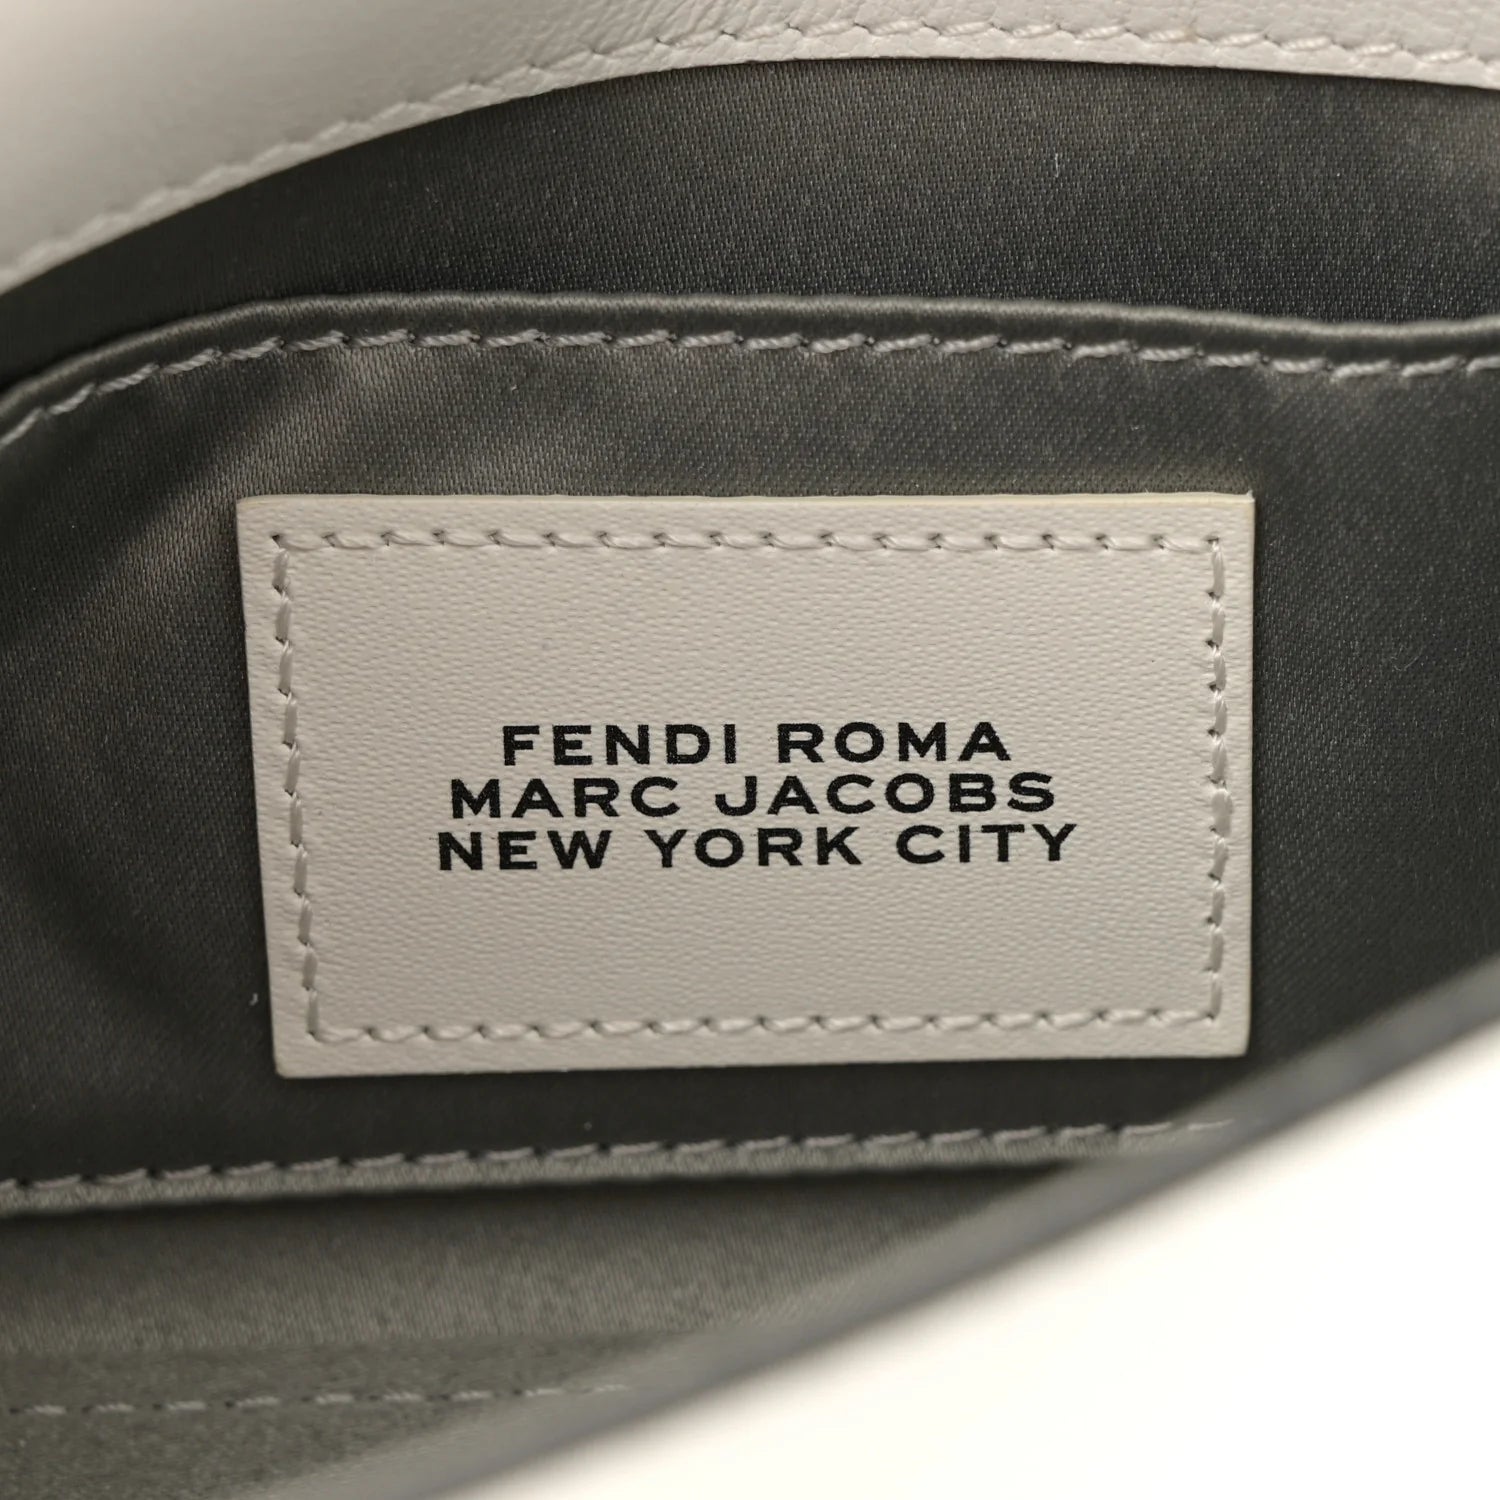 FENDI ROMA
MARC JACOBS
NEW YORK CITY